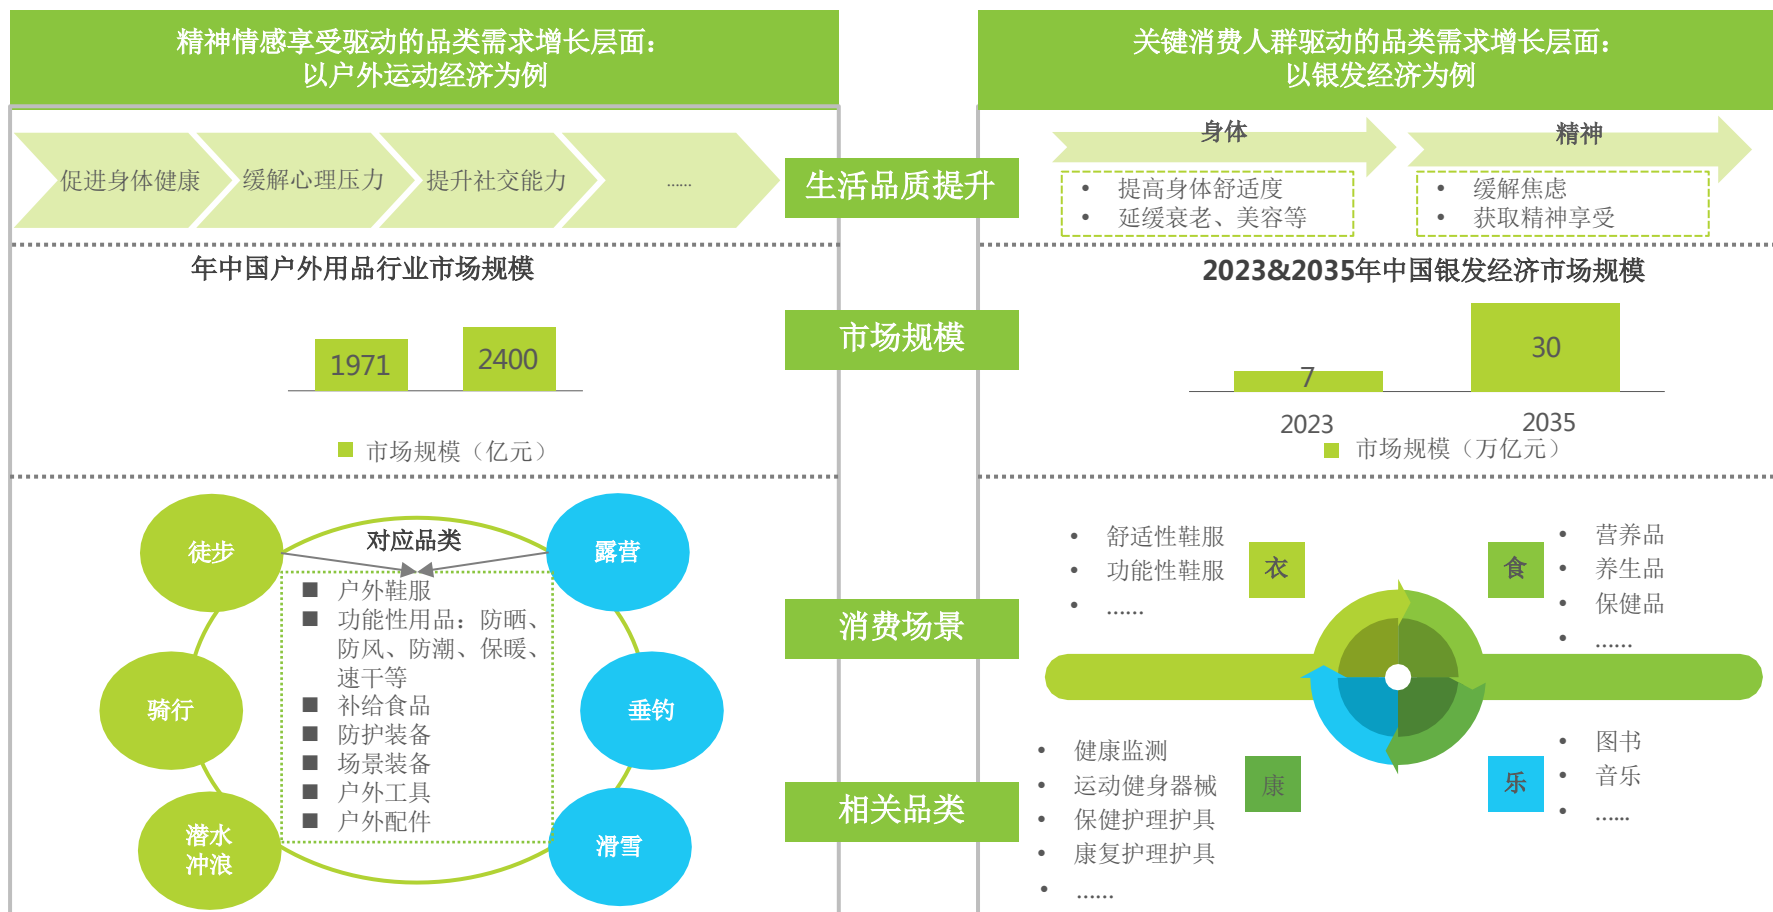 精神情感享受驱动的品类需求增长层面：
以户外运动经济为例
促进身体健康
缓解心理压力
提升社交能力
......
年中国户外用品行业市场规模
1971
2400
市场规模（亿元）
徒步
骑行
潜水
冲浪
对应品类
户外鞋服
功能性用品：防晒、
防风、防潮、保暖、
速干等
补给食品
防护装备
场景装备
户外工具
户外配件
露营
垂钓
滑雪
生活品质提升
市场规模
消费场景
相关品类
关键消费人群驱动的品类需求增长层面：
以银发经济为例
身体
• 提高身体舒适度
• 延缓衰老、美容等
精神
• 缓解焦虑
• 获取精神享受
2023&2035年中国银发经济市场规模
7
30
2023
2035
市场规模（万亿元）
• 舒适性鞋服
• 功能性鞋服
• ......
衣
食
• 营养品
• 养生品
• 保健品
• ......
• 健康监测
• 运动健身器械
• 保健护理护具
• 康复护理护具
• ......
康
乐
• 图书
• 音乐
• ......